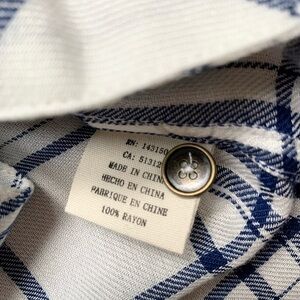 RN: 143150
CA: 51312
MADE IN CHINA
HECHO EN CHINA
FABRIQUE EN CHINE
100% RAYON